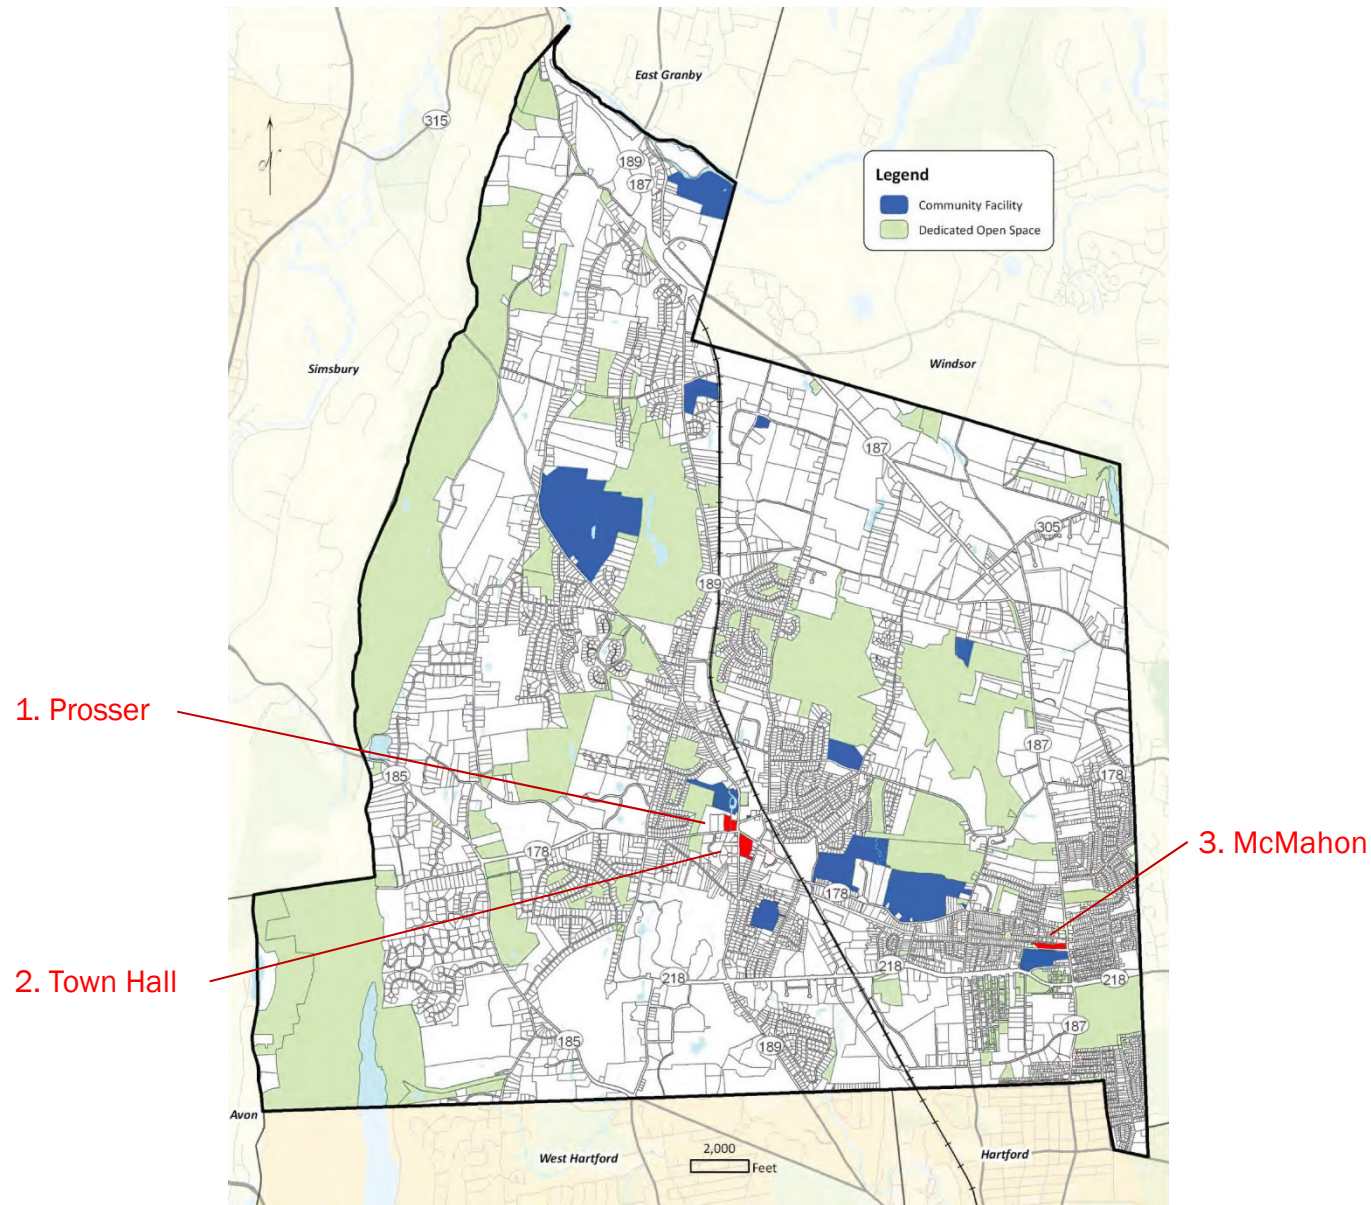 East Granby
315
189
187
Legend
Community Facility
Dedicated Open Space
Simsbury
Windsor
187
305
189
1. Prosser
187
185
178
3. McMahon
178
178
2. Town Hall
218
218
218
187
185
189
Avon
West Hartford
2,000
Feet
Hartford